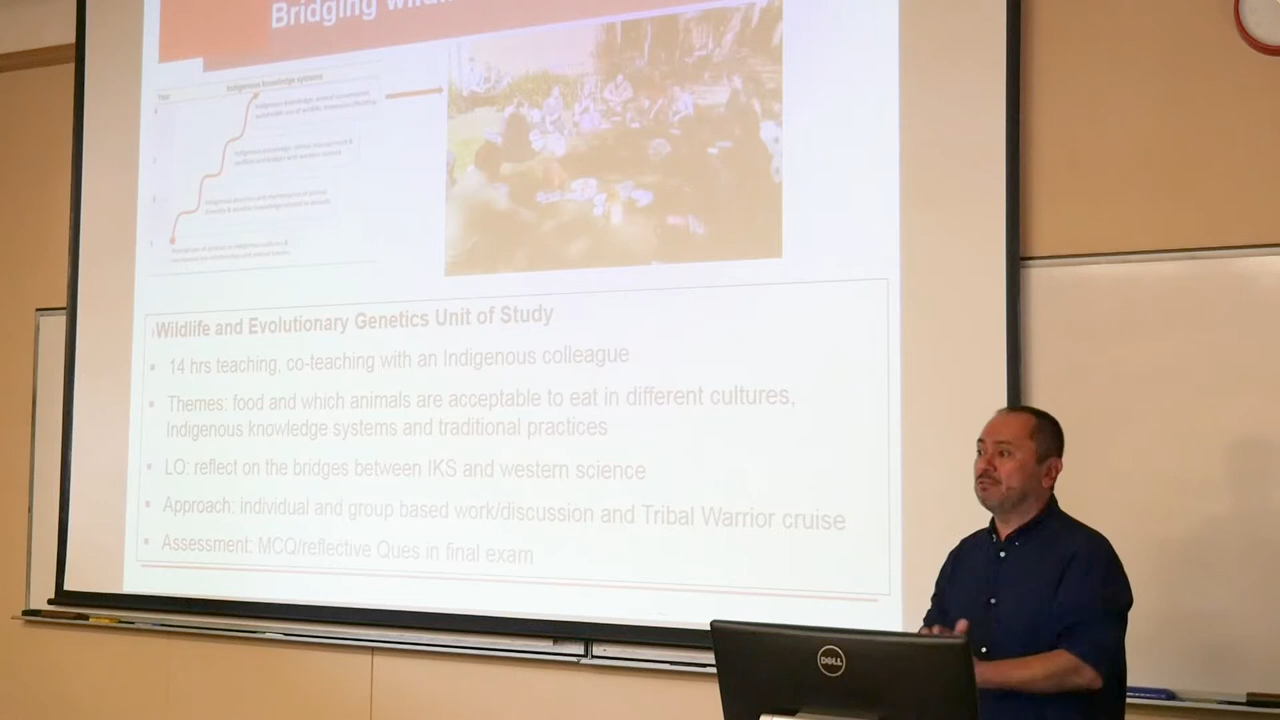 Bridging
Indigenous knowledge systems
Year
Wildlife and Evolutionary Genetics Unit of Study
14 hrs teaching, co-teaching with an Indigenous colleague
Themes: food and which animals are acceptable to eat in different cultures,
Indigenous knowledge systems and traditional practices
LO: reflect on the bridges between IKS and western science
Approach: individual and group based work/discussion and Tribal Warrior cruise
Assessment: MCQ/reflective Ques in final exam
DELL